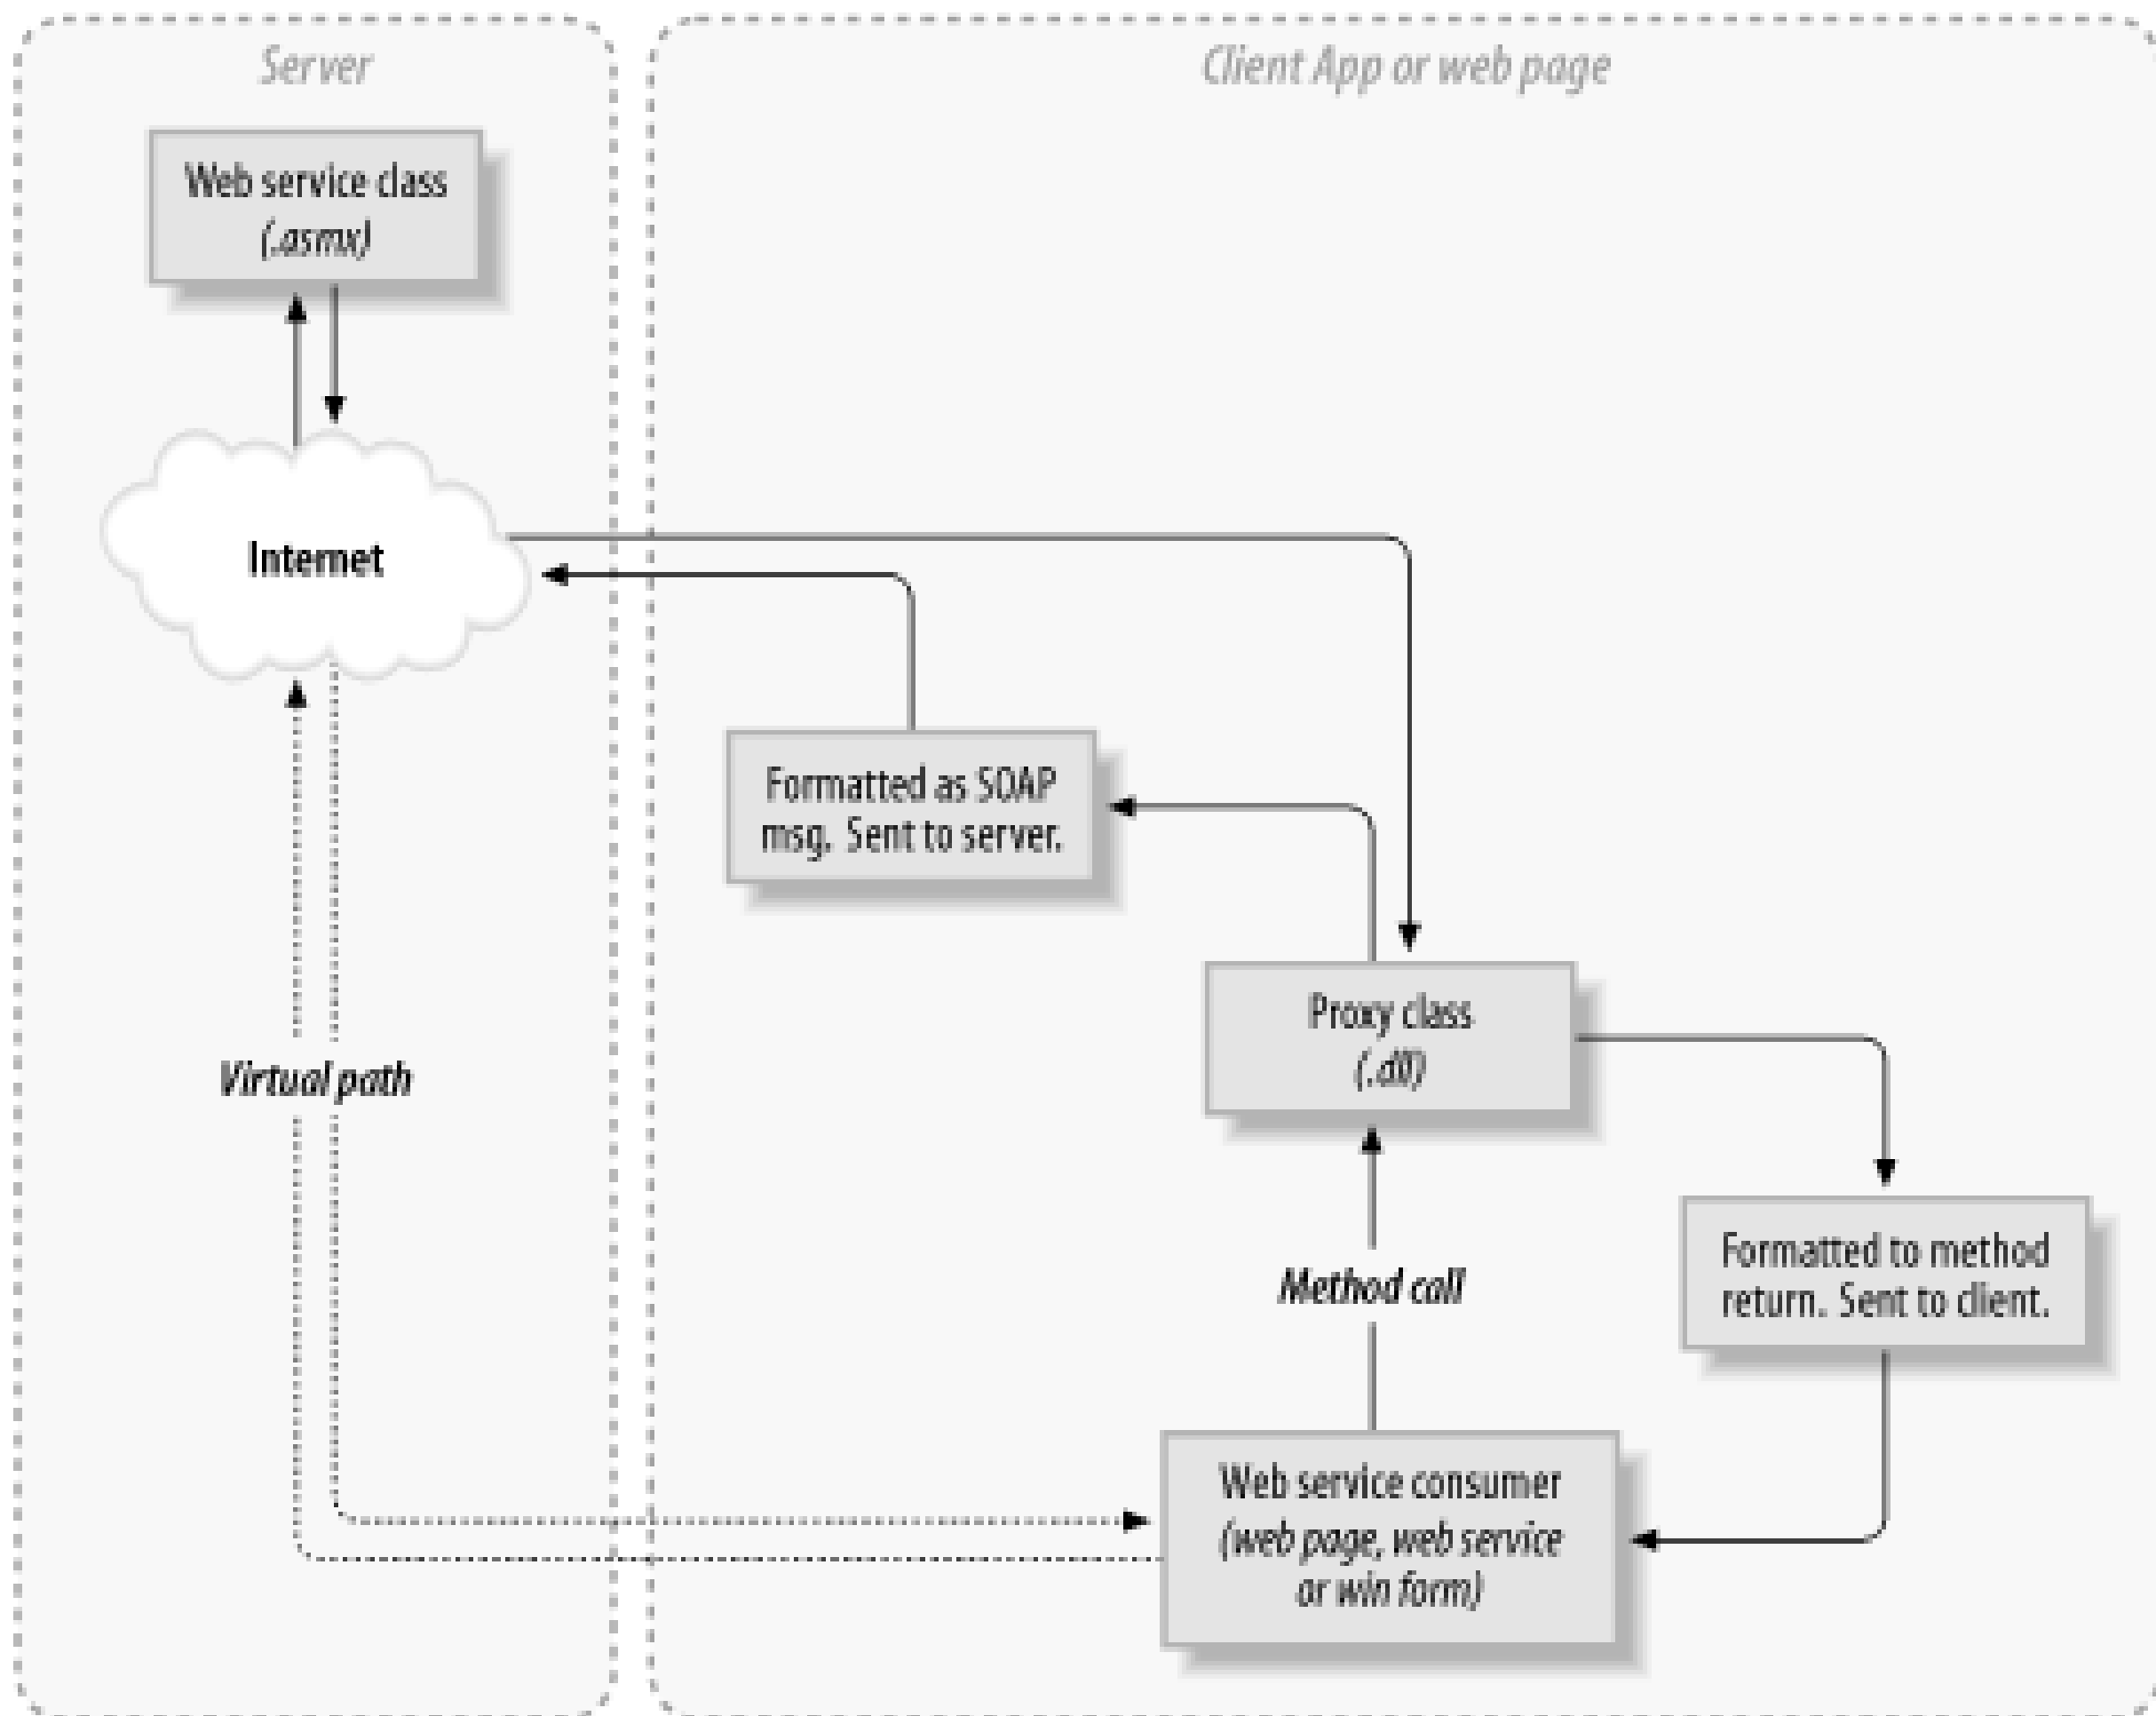 Server
Client App or web page
Web service class
(.asmx)
Internet
Formatted as SOAP
msg. Sent to server.
Proxy class
(.dll)
Virtual path
Formatted to method
return. Sent to client.
Method call
Web service consumer
(web page, web service
or win form)